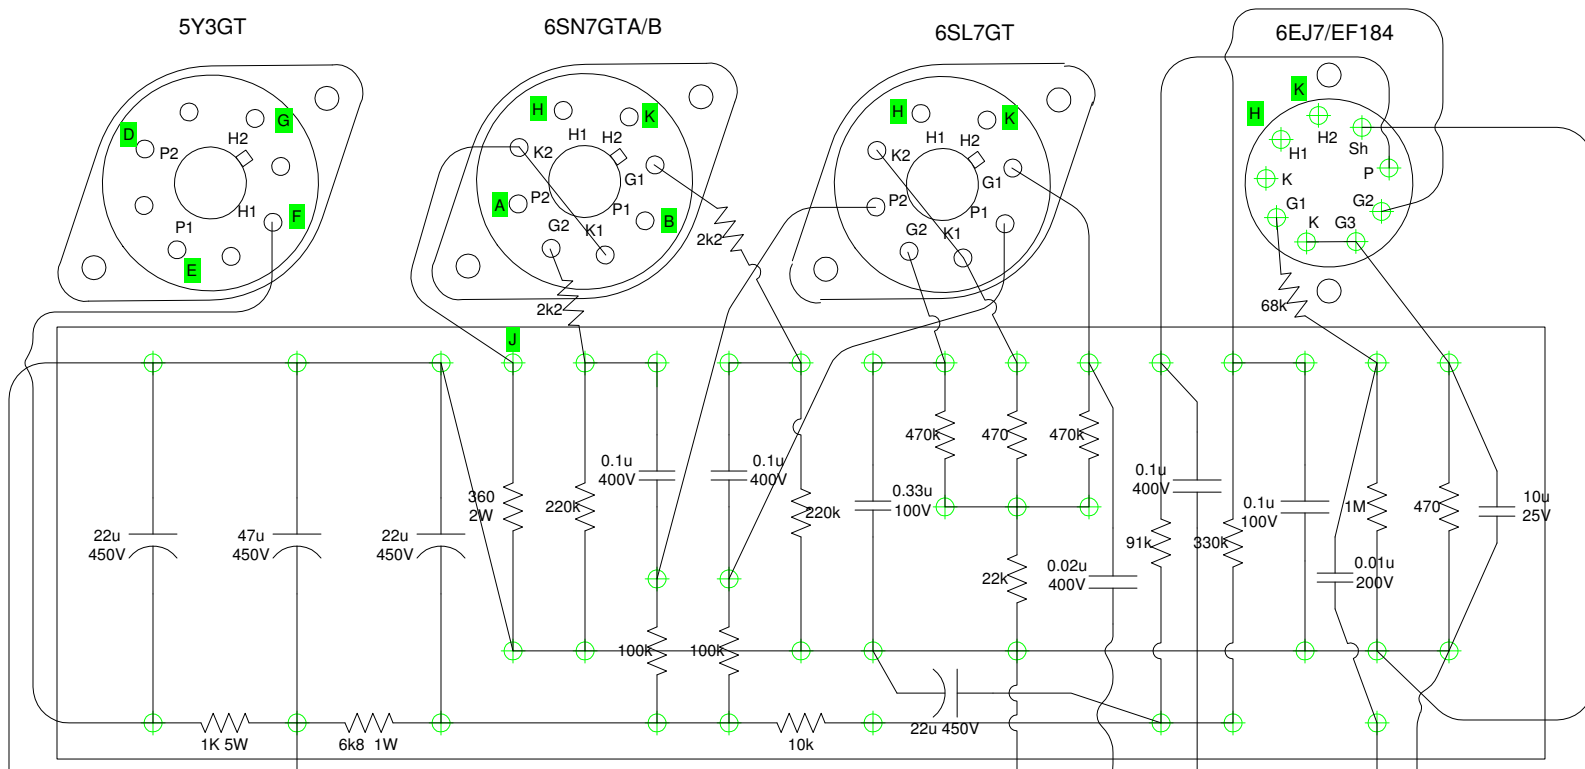 5Y3GT
6SN7GTA/B
6SL7GT
6EJ7/EF184
D
G
P2
H2
H1
F
P1
E
H
K
H1
H2
K2
G1
A
P2
P1
B
G2
K1
2k2
2k2
H
K
H1
H2
K2
G1
P2
P1
G2
K1
K
H
H2
Sh
H1
P
K
G1
G2
K
G3
68k
J
22u
450V
47u
450V
22u
450V
360
2W
220k
0.1u
400V
0.1u
400V
220k
0.33u
100V
470k
470
470k
22k
0.02u
400V
0.1u
400V
91k
330k
0.1u
100V
1M
0.01u
200V
470
10u
25V
100k
100k
1K 5W
6k8 1W
10k
22u 450V